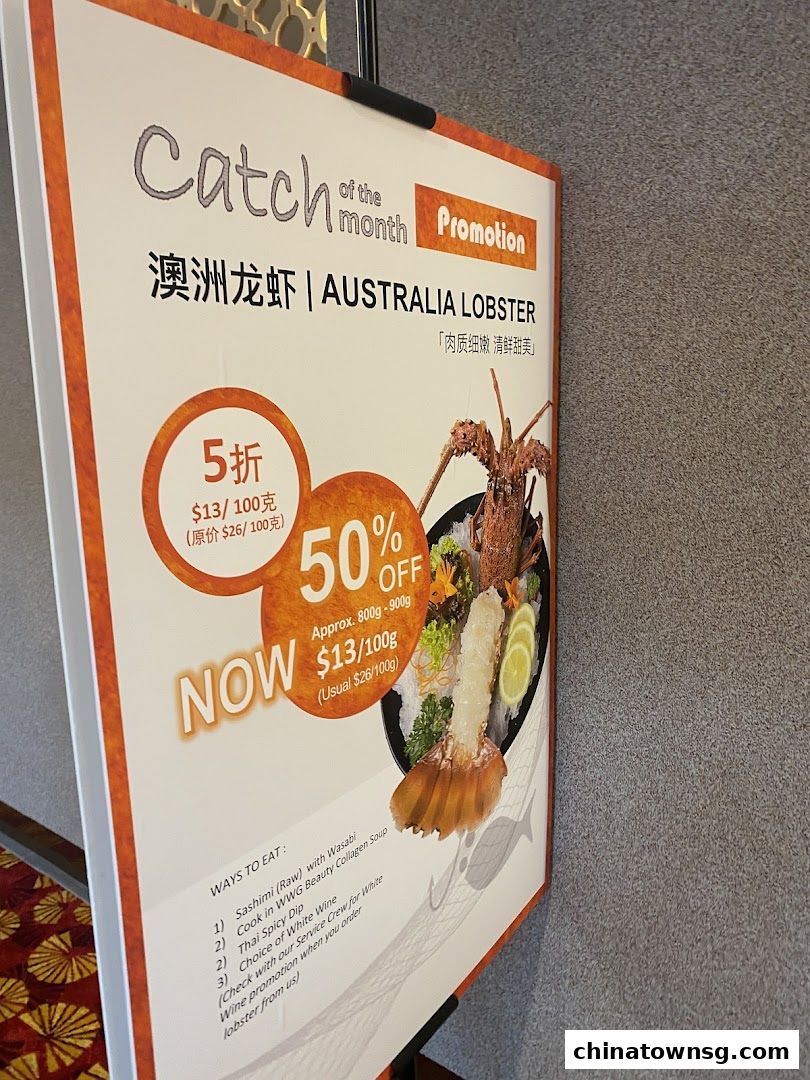 catch of the month
Promotion
澳洲龙虾 | AUSTRALIA LOBSTER
「肉质细嫩 清鲜甜美」
5折
$13/ 100克
(原价 $26/ 100克)
50% OFF
Approx. 800g - 900g
NOW $13/100g
(Usual $26/100g)
WAYS TO EAT :
1) Sashimi (Raw) with Wasabi
2) Cook in WWG Beauty Collagen Soup
2) Thai Spicy Dip
3) Choice of White Wine
(Check with our Service Crew for White
Wine promotion when you order
lobster from us)
chinatownsg.com